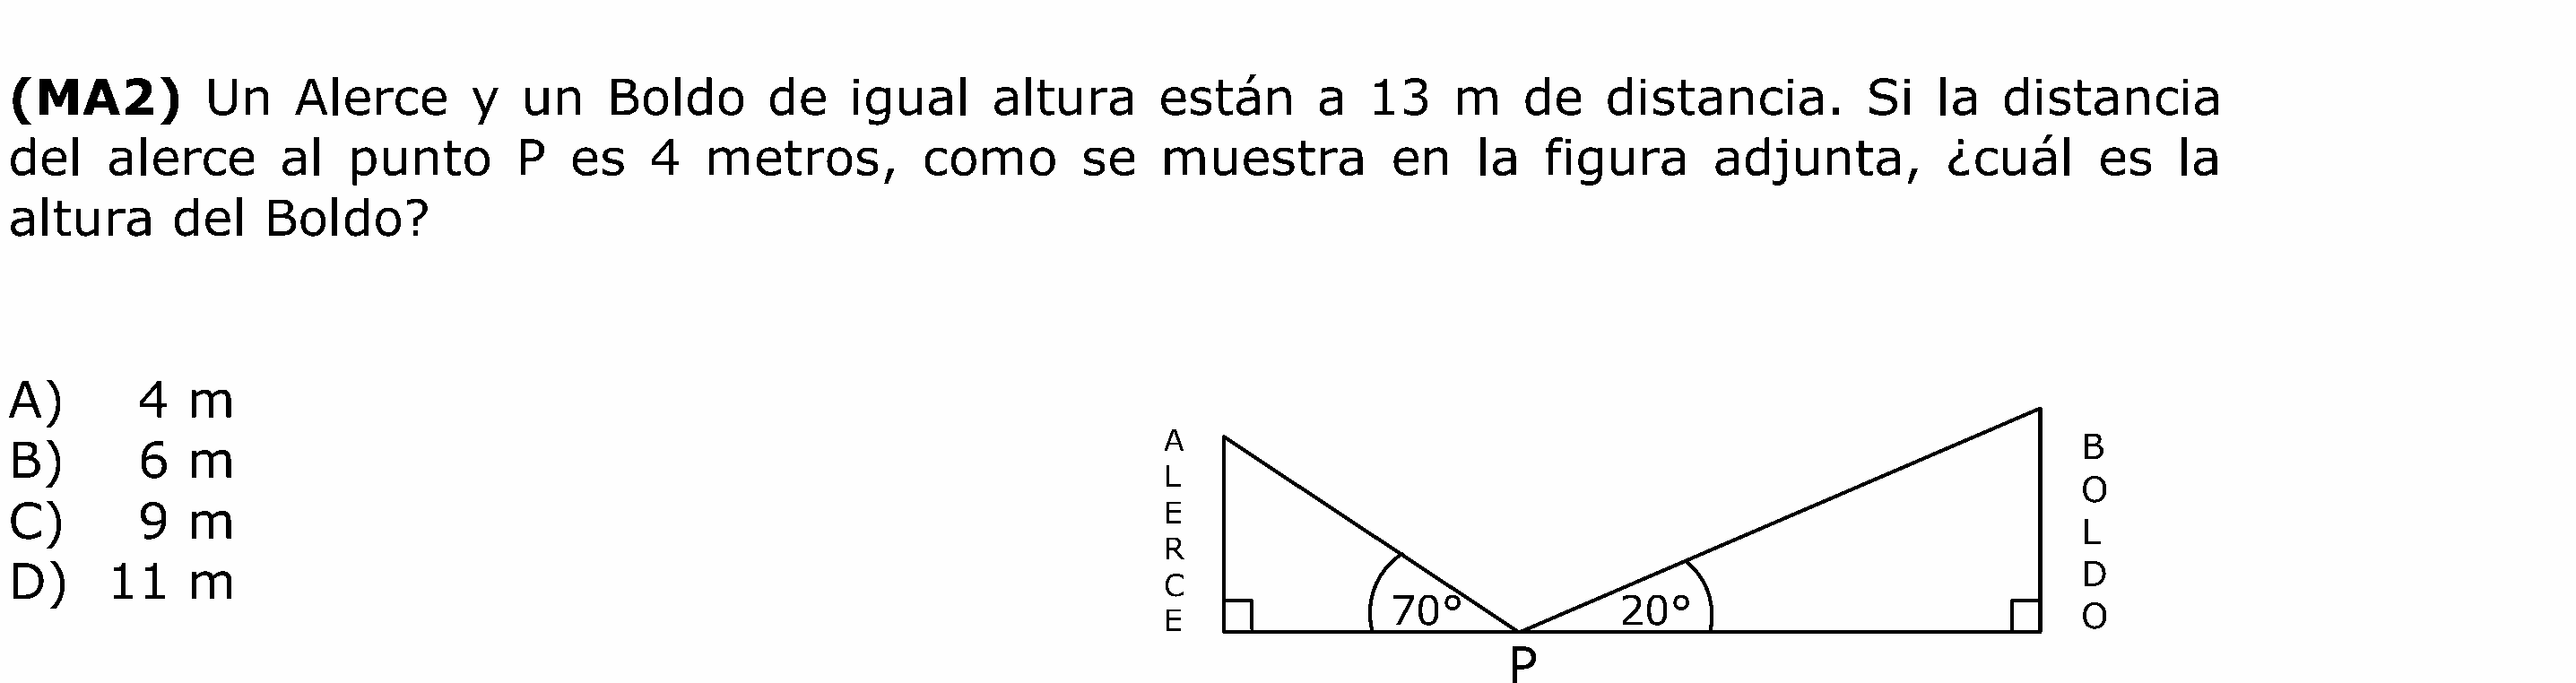 (MA2) Un Alerce y un Boldo de igual altura están a 13 m de distancia. Si la distancia
del alerce al punto P es 4 metros, como se muestra en la figura adjunta, ¿cuál es la
altura del Boldo?
A) 4 m
B) 6 m
C) 9 m
D) 11 m
A
L
E
R
C
E
70°
20°
P
B
O
L
D
O